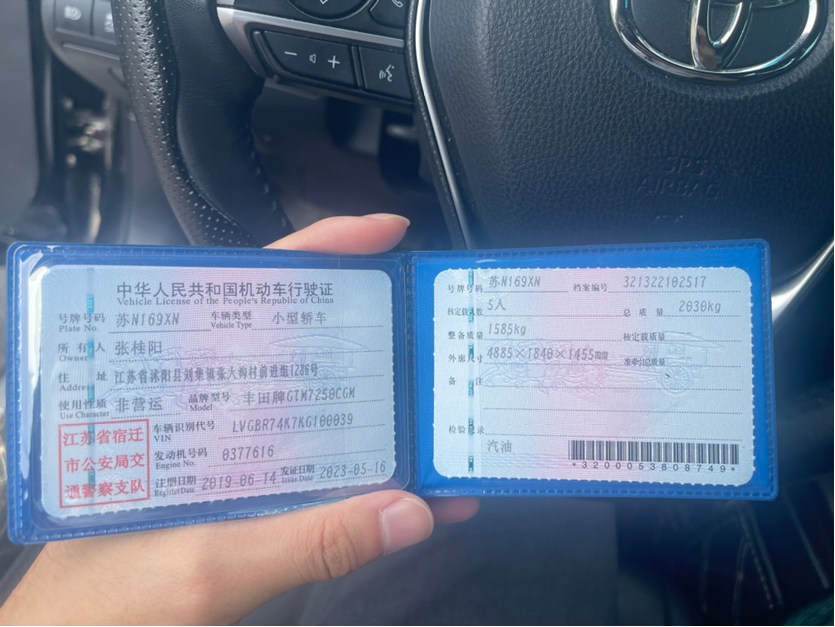 中华人民共和国机动车行驶证
Vehicle License of the People's Republic of China
号牌号码 苏N169XN 车辆类型 小型轿车
Plate No. Vehicle Type
所有人 张桂阳
Owner
住 址 江苏省沭阳县刘集镇张大沟村前进组1286号
Address
使用性质 非营运 品牌型号 丰田牌GTM7250CGM
Use Character Model
江苏省宿迁
市公安局交
通警察支队
车辆识别代号 LVGBR74K7KG100039
VIN
发动机号码 0377616
Engine No.
注册日期 2019-06-14 发证日期 2023-05-16
Register Date Issue Date
号牌号码 苏N169XN 档案编号 321322102517
核定载人数 5人 总质量 2030kg
整备质量 1585kg 核定载质量
外廓尺寸 4885×1840×1455mm 准牵引总质量
备 注
检验记录
汽油
*3200053808749*
SRS
AIRBAG